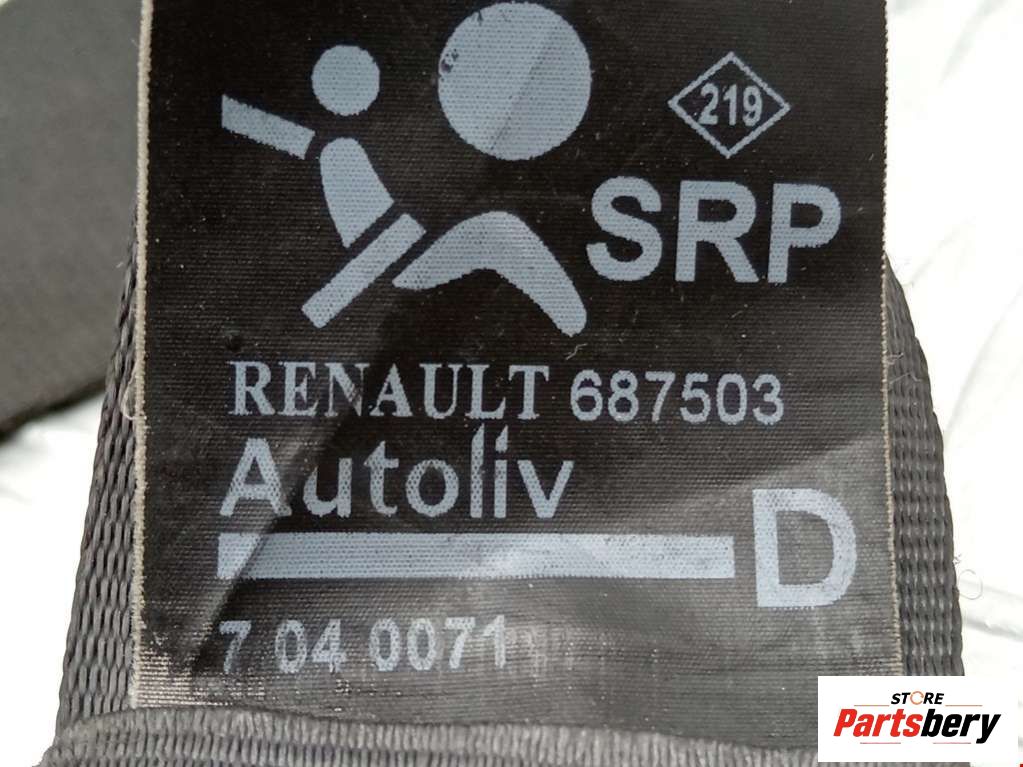 219
SRP
RENAULT 687503
Autoliv
D
7 04 0071
STORE
Partsbery